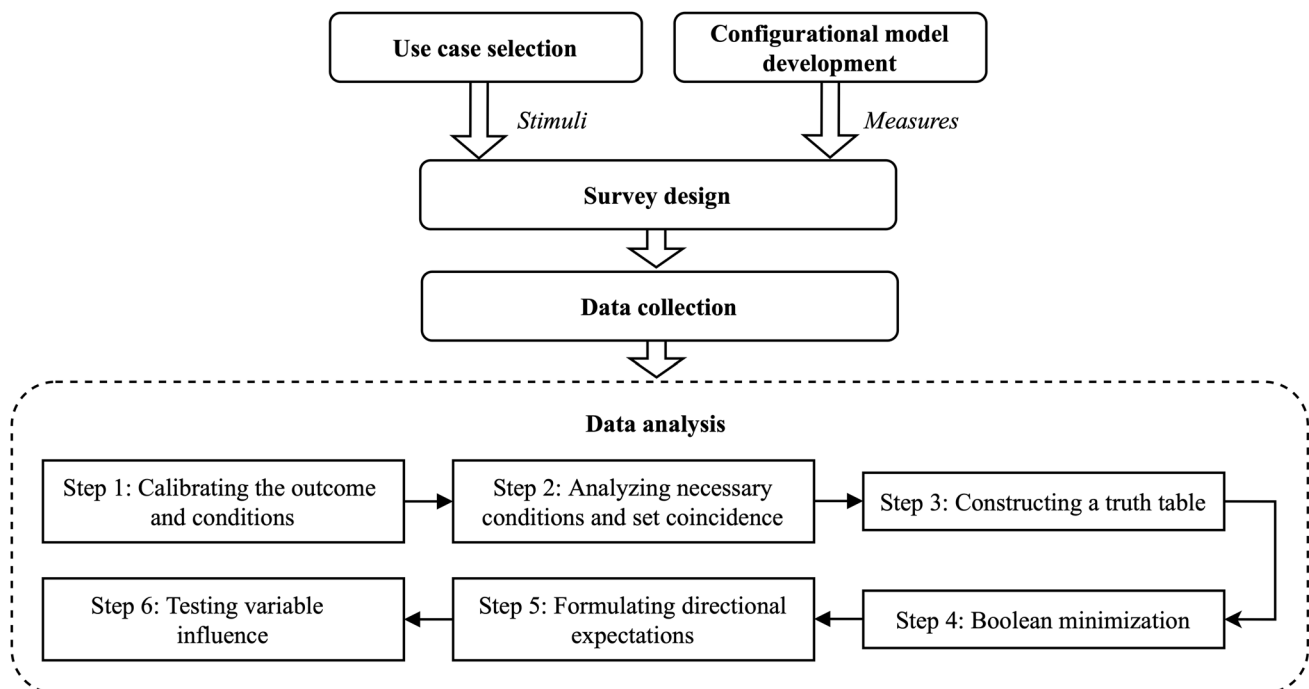 Use case selection
Configurational model
development
Stimuli
Measures
Survey design
Data collection
Data analysis
Step 1: Calibrating the outcome
and conditions
Step 2: Analyzing necessary
conditions and set coincidence
Step 3: Constructing a truth table
Step 4: Boolean minimization
Step 5: Formulating directional
expectations
Step 6: Testing variable
influence